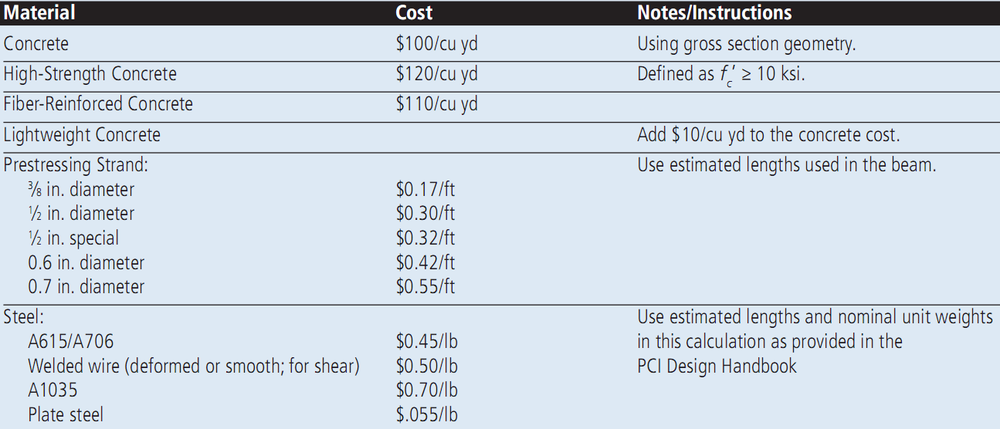 Material Cost Notes/Instructions
Concrete $100/cu yd Using gross section geometry.
High-Strength Concrete $120/cu yd Defined as fc′ ≥ 10 ksi.
Fiber-Reinforced Concrete $110/cu yd
Lightweight Concrete Add $10/cu yd to the concrete cost.
Prestressing Strand: Use estimated lengths used in the beam.
⅜ in. diameter $0.17/ft
½ in. diameter $0.30/ft
½ in. special $0.32/ft
0.6 in. diameter $0.42/ft
0.7 in. diameter $0.55/ft
Steel: Use estimated lengths and nominal unit weights
A615/A706 $0.45/lb in this calculation as provided in the
Welded wire (deformed or smooth; for shear) $0.50/lb PCI Design Handbook
A1035 $0.70/lb
Plate steel $.055/lb